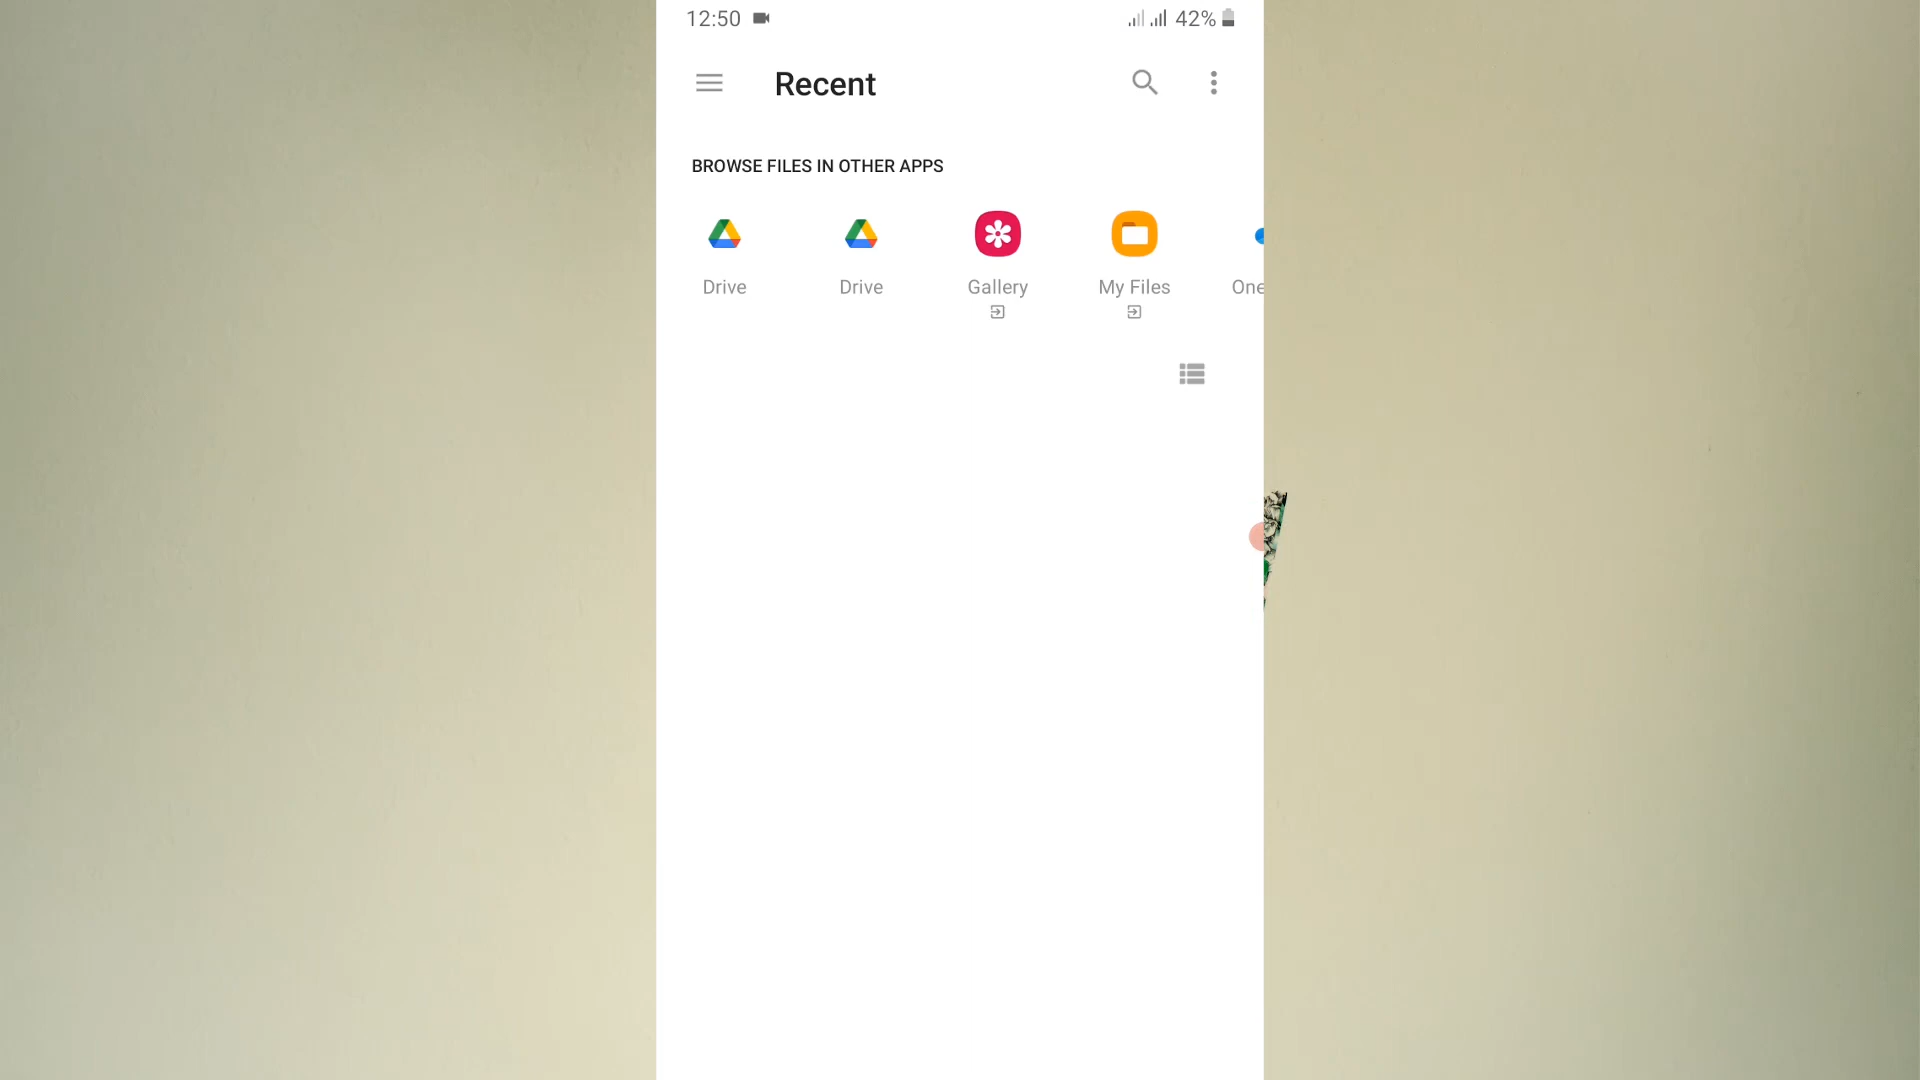 12:50 42%
Recent
BROWSE FILES IN OTHER APPS
Drive Drive Gallery My Files One